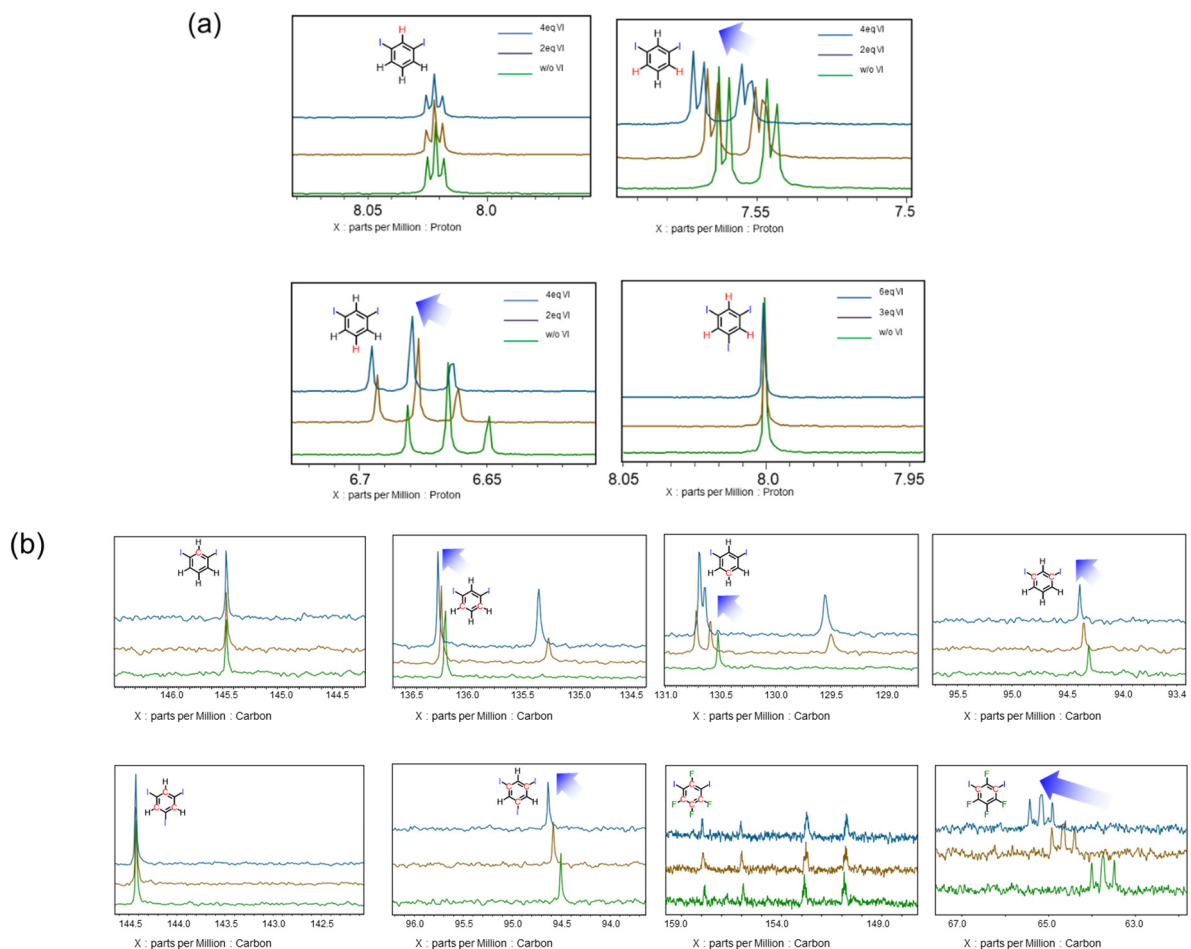 (a)
H
I I
H H
H
4eq VI
2eq VI
w/o VI
8.05 8.0
X : parts per Million : Proton
H
I I
H H
H
4eq VI
2eq VI
w/o VI
7.55 7.5
X : parts per Million : Proton
H
I I
H H
H
4eq VI
2eq VI
w/o VI
6.7 6.65
X : parts per Million : Proton
H
I I
H H
I
6eq VI
3eq VI
w/o VI
8.05 8.0 7.95
X : parts per Million : Proton
(b)
H
I C I
H H
H
146.0 145.5 145.0 144.5
X : parts per Million : Carbon
H
I I
H C C H
H
136.5 136.0 135.5 135.0 134.5
X : parts per Million : Carbon
H
I I
H C H
H
131.0 130.5 130.0 129.5 129.0
X : parts per Million : Carbon
H
I C C I
H H
H
95.5 95.0 94.5 94.0 93.5
X : parts per Million : Carbon
H
I C I
H C C H
I
144.5 144.0 143.5 143.0 142.5
X : parts per Million : Carbon
H
I C C I
H C H
I
96.0 95.5 95.0 94.5 94.0
X : parts per Million : Carbon
F
I C I
F C C F
C
F
159.0 154.0 149.0
X : parts per Million : Carbon
F
I C C I
F F
F
67.0 65.0 63.0
X : parts per Million : Carbon